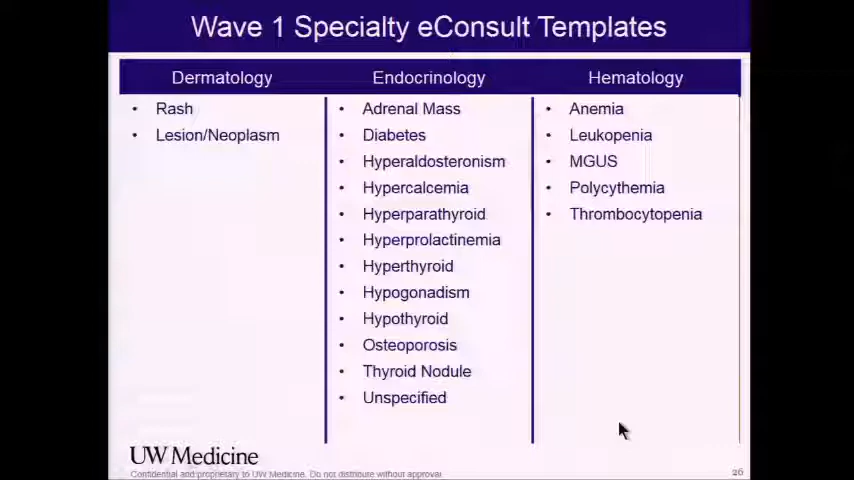 Wave 1 Specialty eConsult Templates
Dermatology
• Rash
• Lesion/Neoplasm
Endocrinology
• Adrenal Mass
• Diabetes
• Hyperaldosteronism
• Hypercalcemia
• Hyperparathyroid
• Hyperprolactinemia
• Hyperthyroid
• Hypogonadism
• Hypothyroid
• Osteoporosis
• Thyroid Nodule
• Unspecified
Hematology
• Anemia
• Leukopenia
• MGUS
• Polycythemia
• Thrombocytopenia
UW Medicine
Confidential and proprietary to UW Medicine. Do not distribute without approval
26